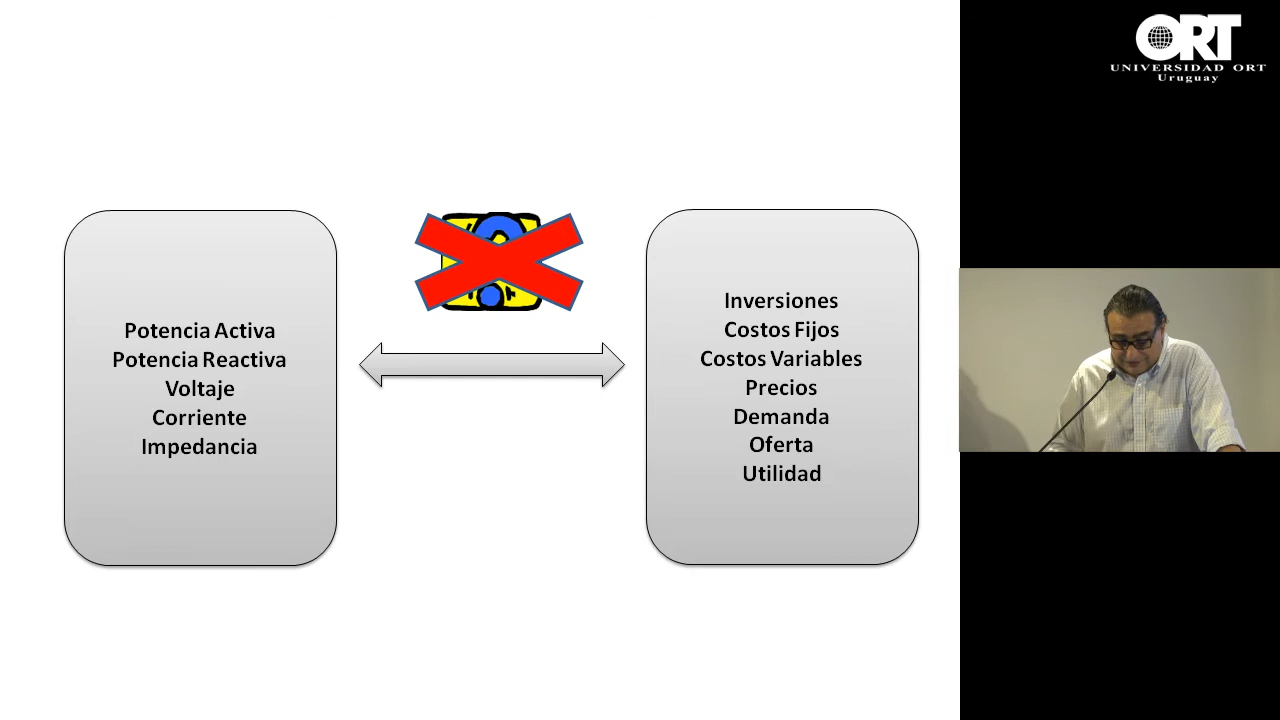 Potencia Activa
Potencia Reactiva
Voltaje
Corriente
Impedancia
Inversiones
Costos Fijos
Costos Variables
Precios
Demanda
Oferta
Utilidad
ORT
UNIVERSIDAD ORT
Uruguay